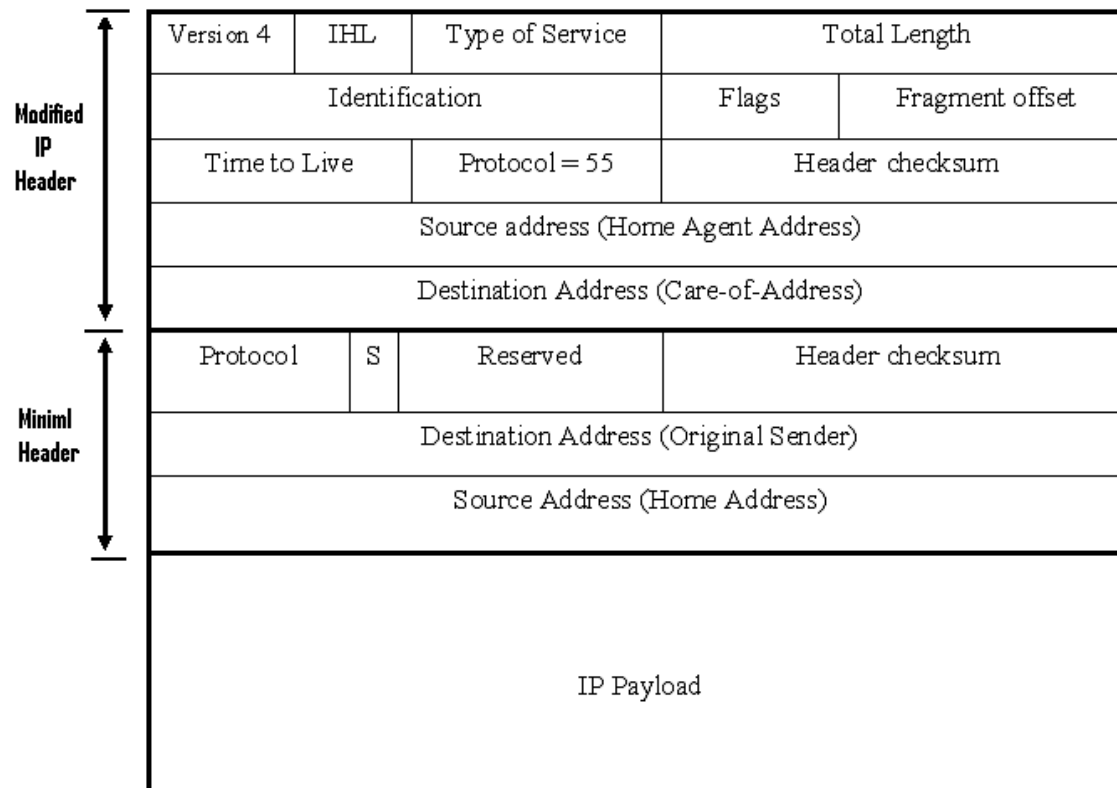 Version 4 IHL Type of Service Total Length
Identification Flags Fragment offset
Modified
IP
Header
Time to Live Protocol = 55 Header checksum
Source address (Home Agent Address)
Destination Address (Care-of-Address)
Protocol S Reserved Header checksum
Miniml
Header
Destination Address (Original Sender)
Source Address (Home Address)
IP Payload